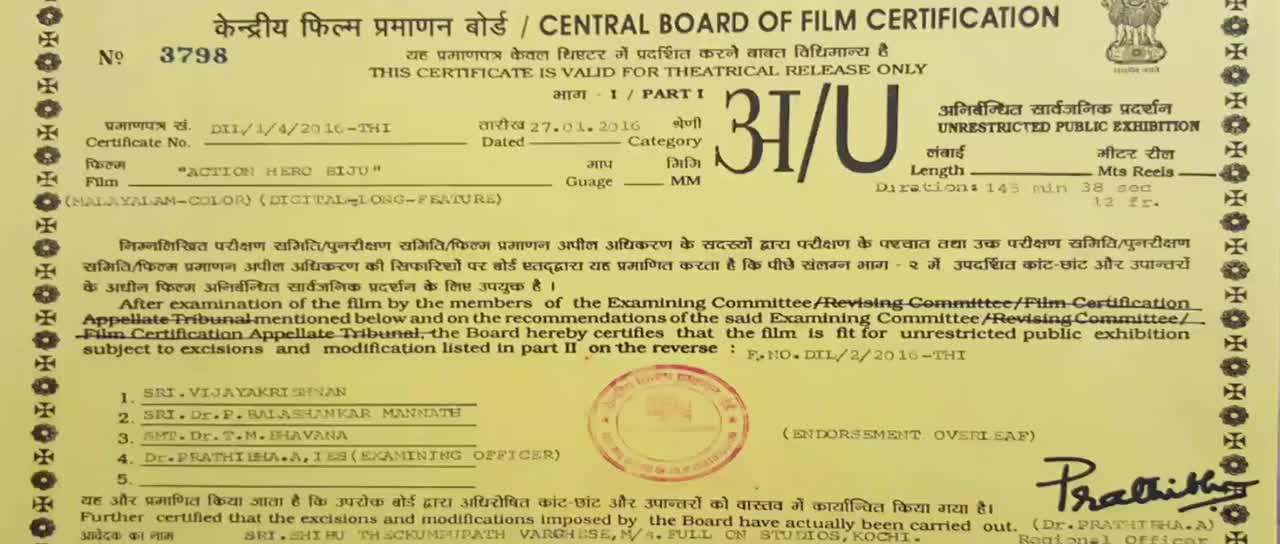 केन्द्रीय फिल्म प्रमाणन बोर्ड / CENTRAL BOARD OF FILM CERTIFICATION
Nº 3798
यह प्रमाणपत्र केवल थिएटर में प्रदर्शित करने बाबत विधिमान्य है
THIS CERTIFICATE IS VALID FOR THEATRICAL RELEASE ONLY
भाग - I / PART I
अ/U
अनिर्बन्धित सार्वजनिक प्रदर्शन
UNRESTRICTED PUBLIC EXHIBITION
प्रमाणपत्र सं. DIL/1/4/2016-THI तारीख 27.01.2016 श्रेणी
Certificate No. Dated Category
लंबाई मीटर रील
Length Mts Reels
फिल्म "ACTION HERO BIJU" माप मिमि
Film Guage MM
Duration: 145 min 38 sec
12 fr.
(MALAYALAM-COLOR) (DIGITAL-LONG-FEATURE)
निम्नलिखित परीक्षण समिति/पुनरीक्षण समिति/फिल्म प्रमाणन अपील अधिकरण के सदस्यों द्वारा परीक्षण के पश्चात तथा उक्त परीक्षण समिति/पुनरीक्षण
समिति/फिल्म प्रमाणन अपील अधिकरण की सिफारिशों पर बोर्ड एतद्द्वारा यह प्रमाणित करता है कि पीछे संलग्न भाग - २ में उपदर्शित कांट-छांट और उपान्तरों
के अधीन फिल्म अनिर्बन्धित सार्वजनिक प्रदर्शन के लिए उपयुक्त है ।
After examination of the film by the members of the Examining Committee/Revising Committee/Film Certification
Appellate Tribunal mentioned below and on the recommendations of the said Examining Committee/Revising Committee/
Film Certification Appellate Tribunal, the Board hereby certifies that the film is fit for unrestricted public exhibition
subject to excisions and modification listed in part II on the reverse : F.NO.DIL/2/2016-THI
1. SRI.VIJAYAKRISHNAN
2. SRI.Dr.P.BALASHANKAR MANNATH
3. SMT.Dr.T.M.BHAVANA
4. Dr.PRATHIBHA.A,IES(EXAMINING OFFICER)
5.
(ENDORSEMENT OVERLEAF)
Prathibha
यह और प्रमाणित किया जाता है कि उपरोक बोर्ड द्वारा अधिरोपित कांट-छांट और उपान्तरों को वास्तव में कार्यान्वित किया गया है।
Further certified that the excisions and modifications imposed by the Board have actually been carried out. (Dr.PRATHIBHA.A)
आवेदक का नाम SRI.SHIBU THECKUMPURATH VARGHESE,M/s.FULL ON STUDIOS,KOCHI. Regional Officer